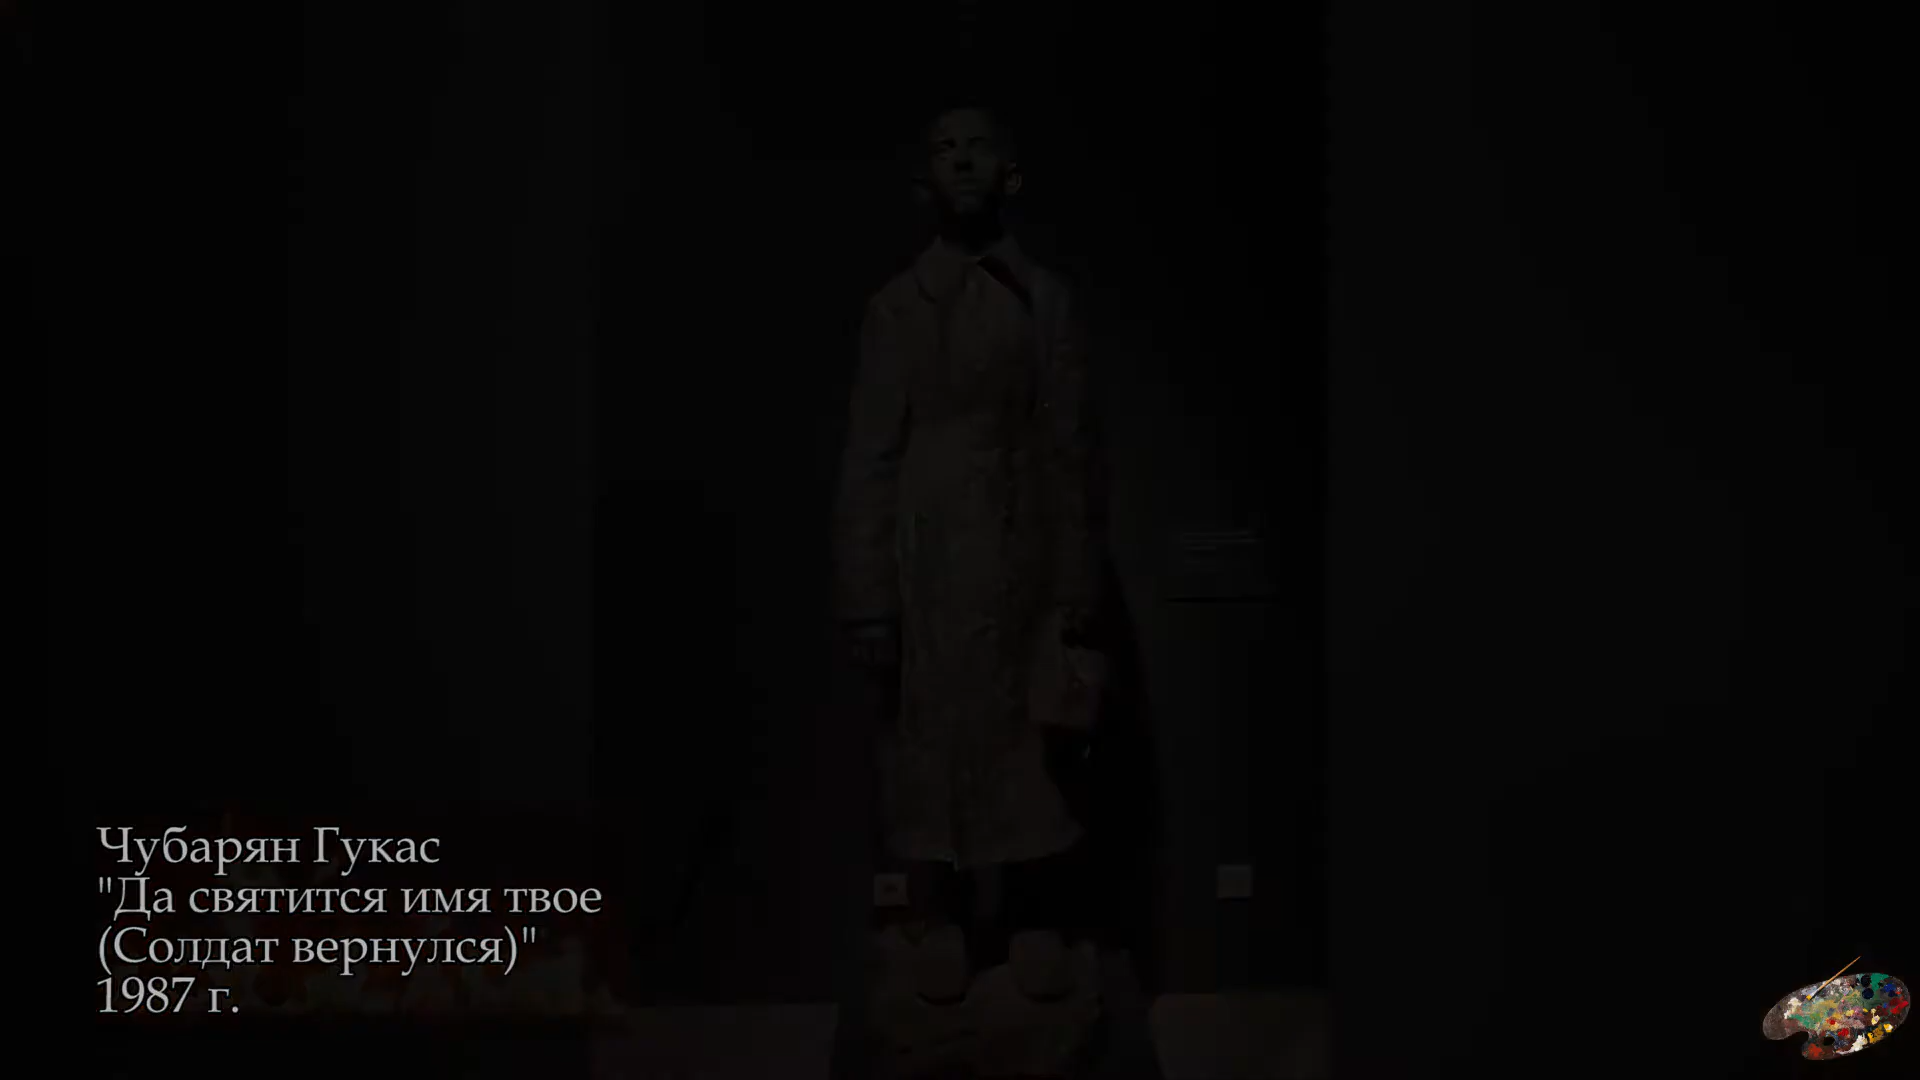 Чубарян Гукас
"Да святится имя твое
(Солдат вернулся)"
1987 г.